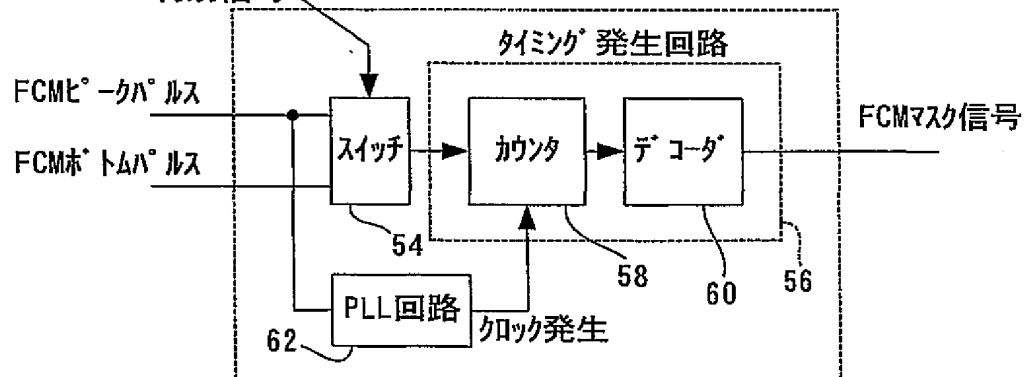 タイミング発生回路
FCMピークパルス
FCMボトムパルス
スイッチ
カウンタ
デコーダ
FCMマスク信号
54
58
60
56
PLL回路
クロック発生
62